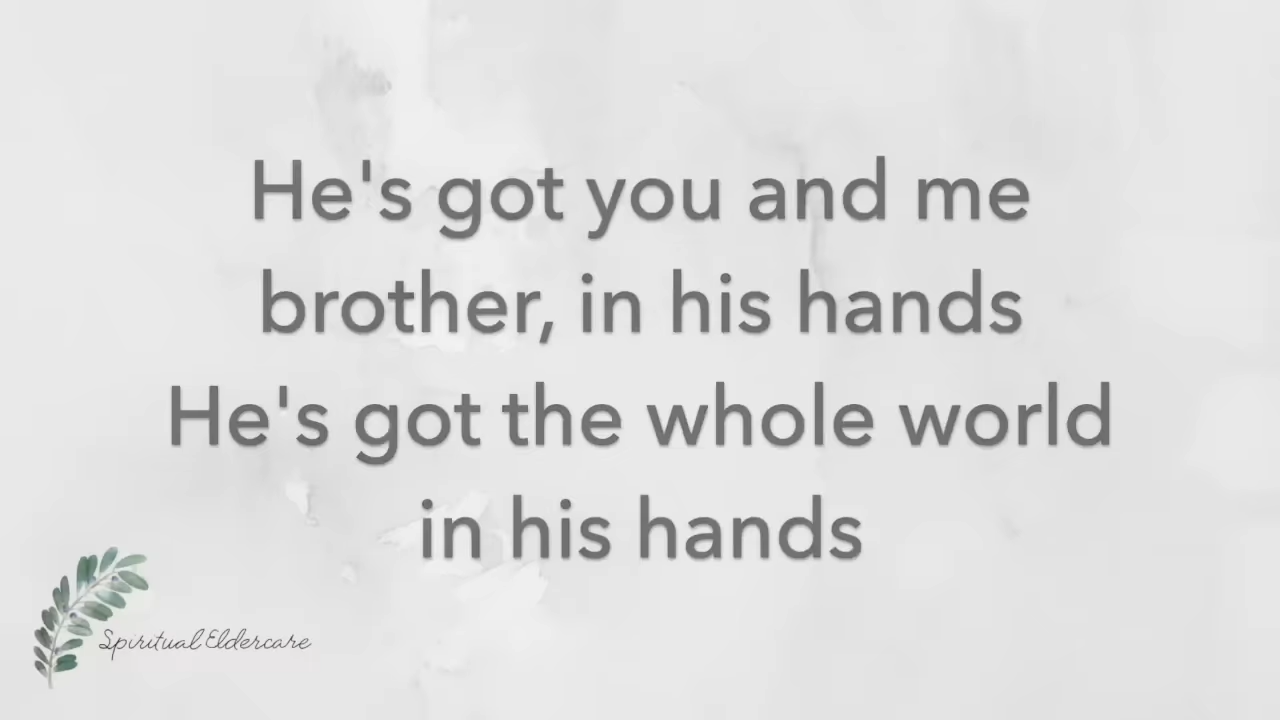 He's got you and me
brother, in his hands
He's got the whole world
in his hands
Spiritual Eldercare